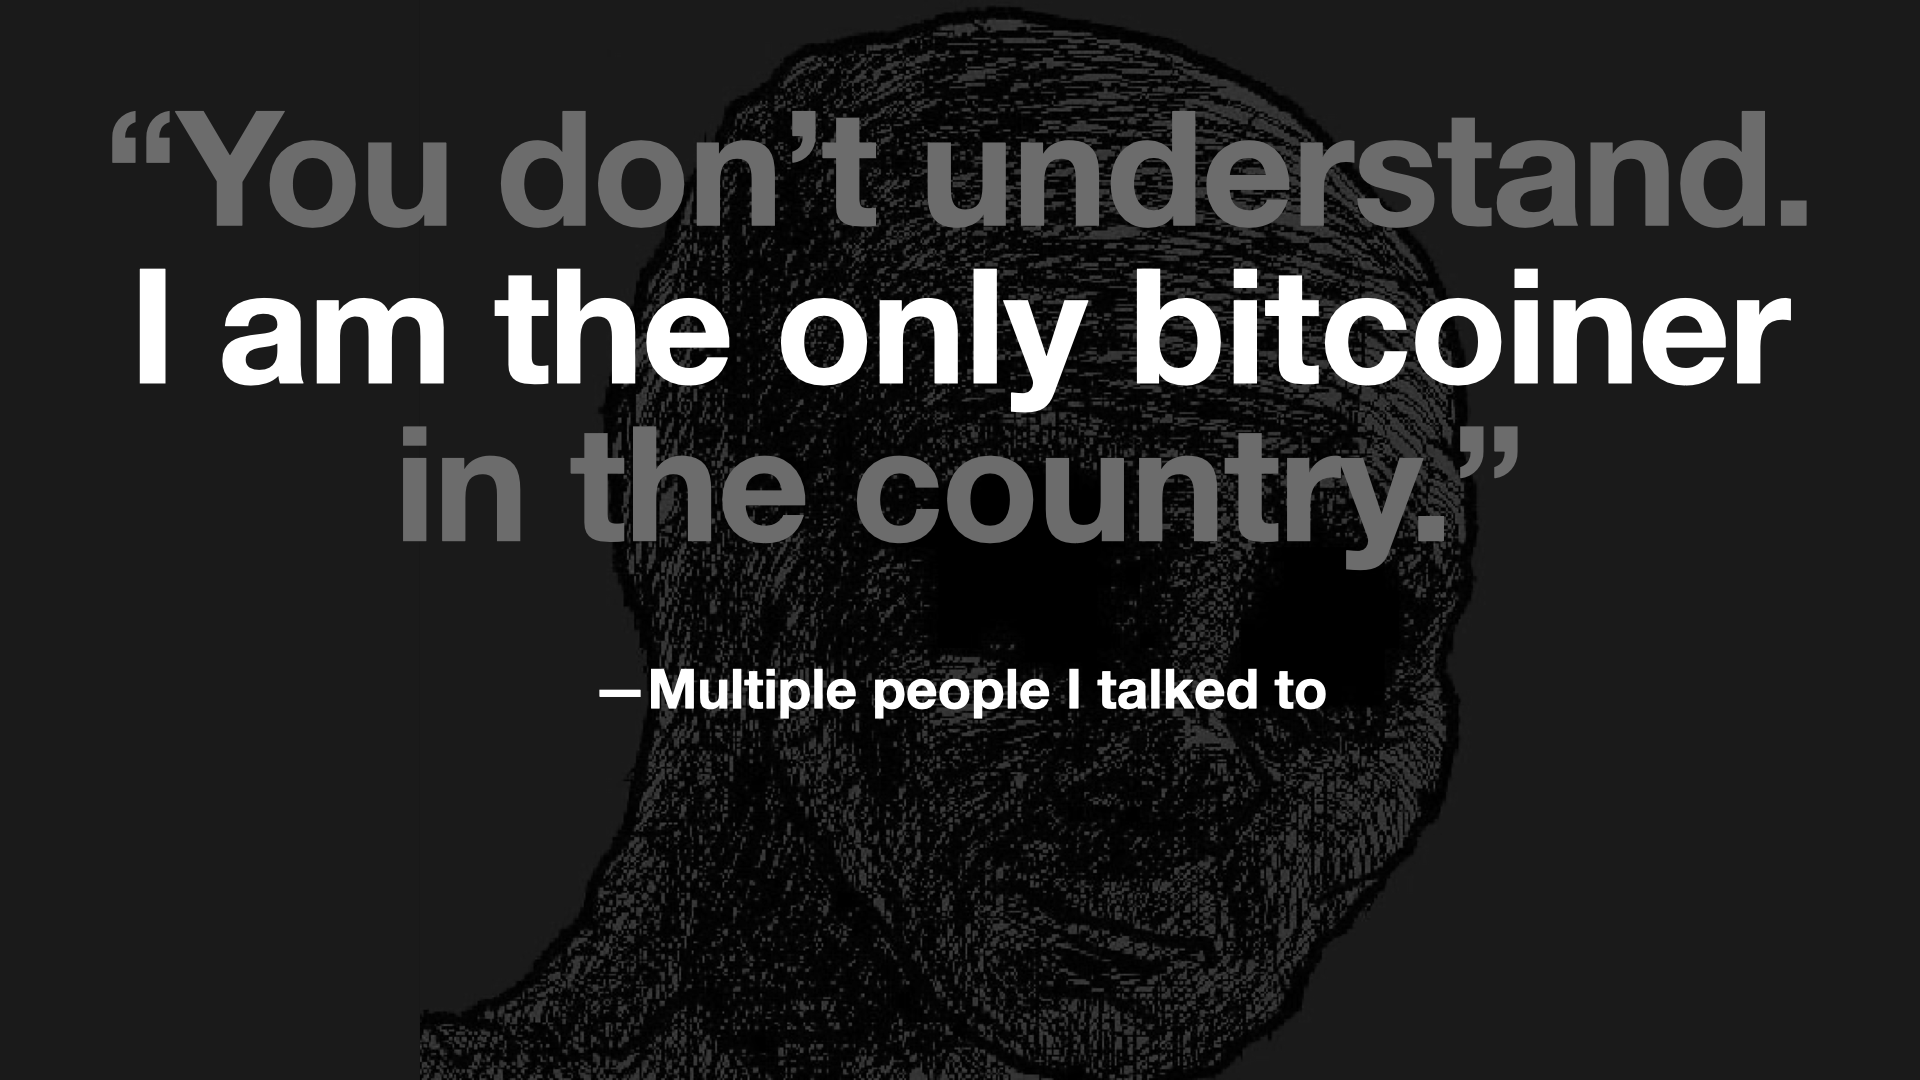 “You don’t understand.
I am the only bitcoiner
in the country.”
—Multiple people I talked to